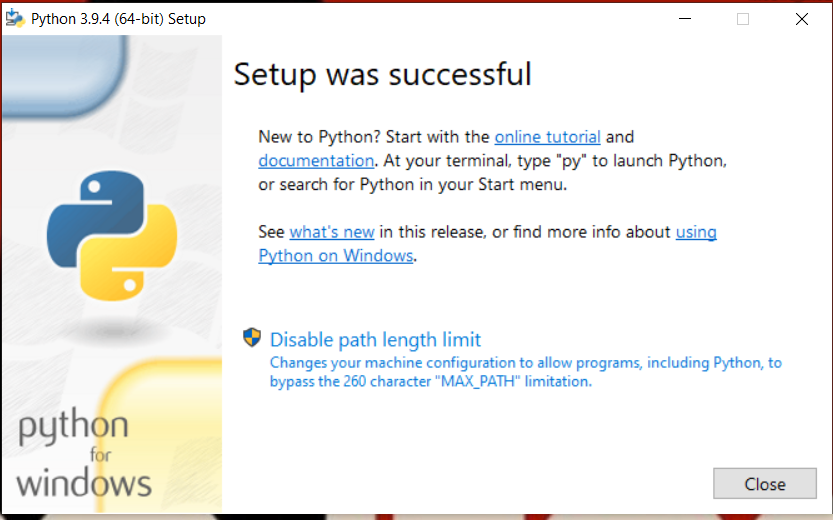 Python 3.9.4 (64-bit) Setup
Setup was successful
New to Python? Start with the online tutorial and
documentation. At your terminal, type "py" to launch Python,
or search for Python in your Start menu.
See what's new in this release, or find more info about using
Python on Windows.
Disable path length limit
Changes your machine configuration to allow programs, including Python, to
bypass the 260 character "MAX_PATH" limitation.
python
for
windows
Close